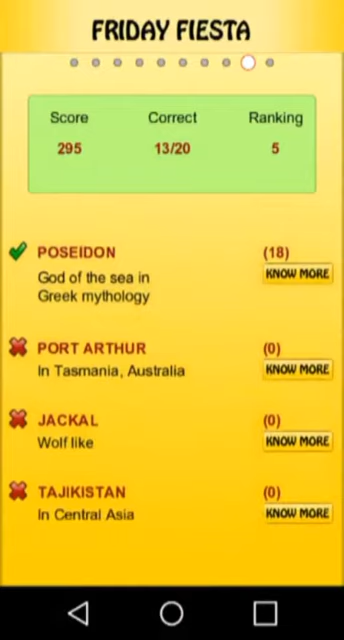 FRIDAY FIESTA
Score Correct Ranking
295 13/20 5
POSEIDON (18)
God of the sea in
Greek mythology
KNOW MORE
PORT ARTHUR (0)
In Tasmania, Australia
KNOW MORE
JACKAL (0)
Wolf like
KNOW MORE
TAJIKISTAN (0)
In Central Asia
KNOW MORE